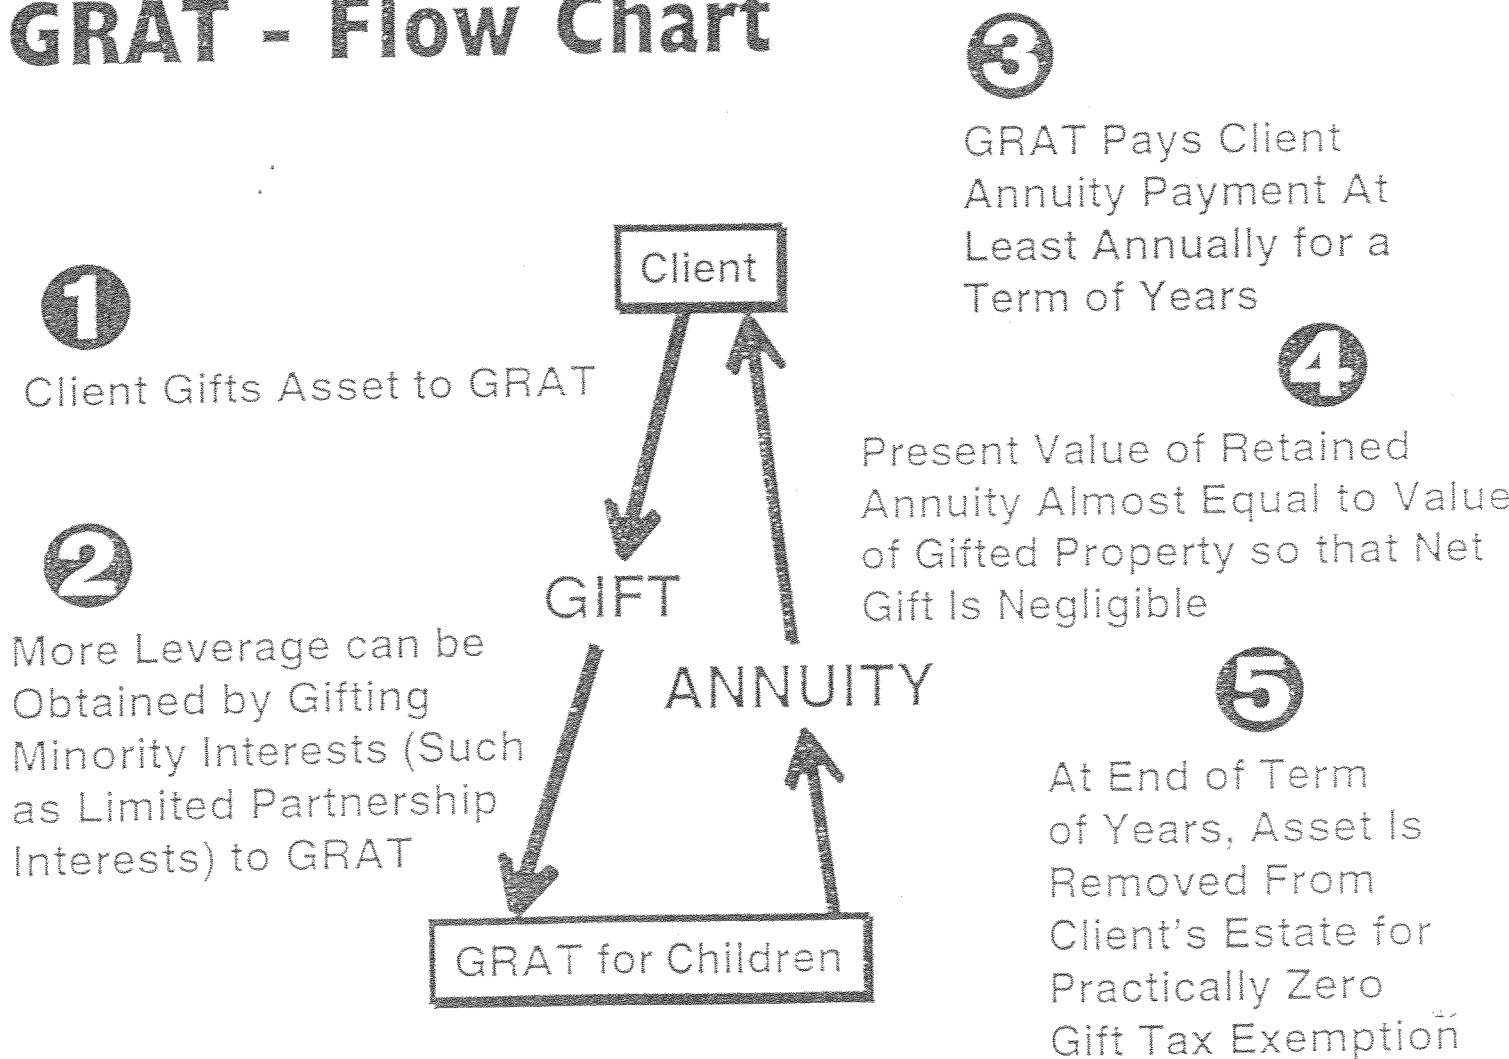 GRAT - Flow Chart
1
Client Gifts Asset to GRAT
2
More Leverage can be
Obtained by Gifting
Minority Interests (Such
as Limited Partnership
Interests) to GRAT
Client
GIFT
ANNUITY
GRAT for Children
3
GRAT Pays Client
Annuity Payment At
Least Annually for a
Term of Years
4
Present Value of Retained
Annuity Almost Equal to Value
of Gifted Property so that Net
Gift Is Negligible
5
At End of Term
of Years, Asset Is
Removed From
Client's Estate for
Practically Zero
Gift Tax Exemption